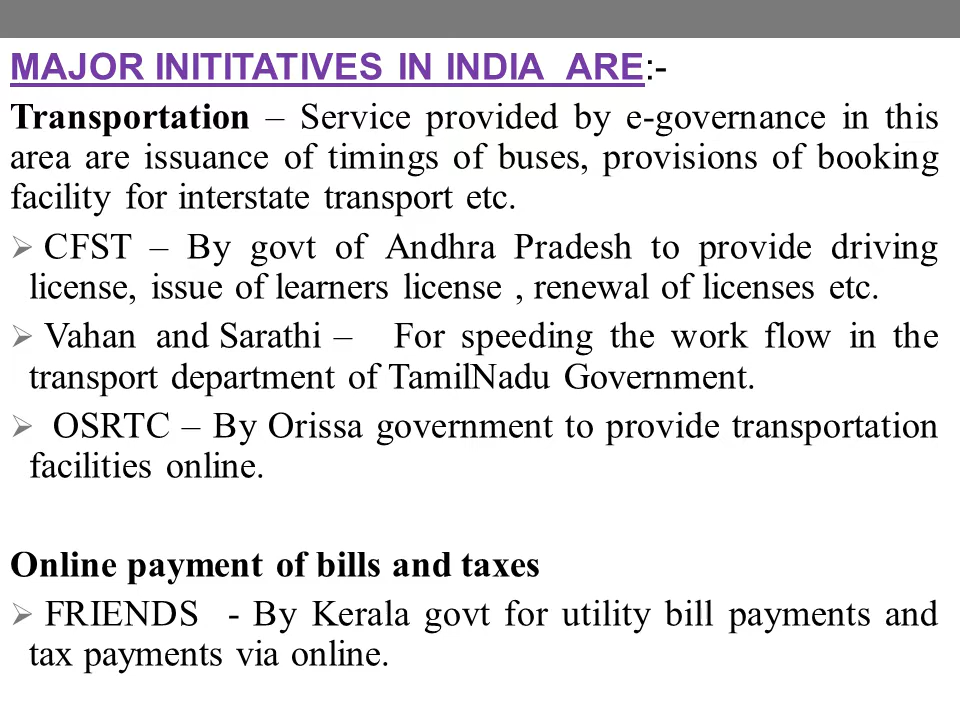 MAJOR INITITATIVES IN INDIA  ARE:-
Transportation – Service provided by e-governance in this
area are issuance of timings of buses, provisions of booking
facility for interstate transport etc.
➢ CFST – By govt of Andhra Pradesh to provide driving
license, issue of learners license , renewal of licenses etc.
➢ Vahan and Sarathi – For speeding the work flow in the
transport department of TamilNadu Government.
➢ OSRTC – By Orissa government to provide transportation
facilities online.
Online payment of bills and taxes
➢ FRIENDS - By Kerala govt for utility bill payments and
tax payments via online.